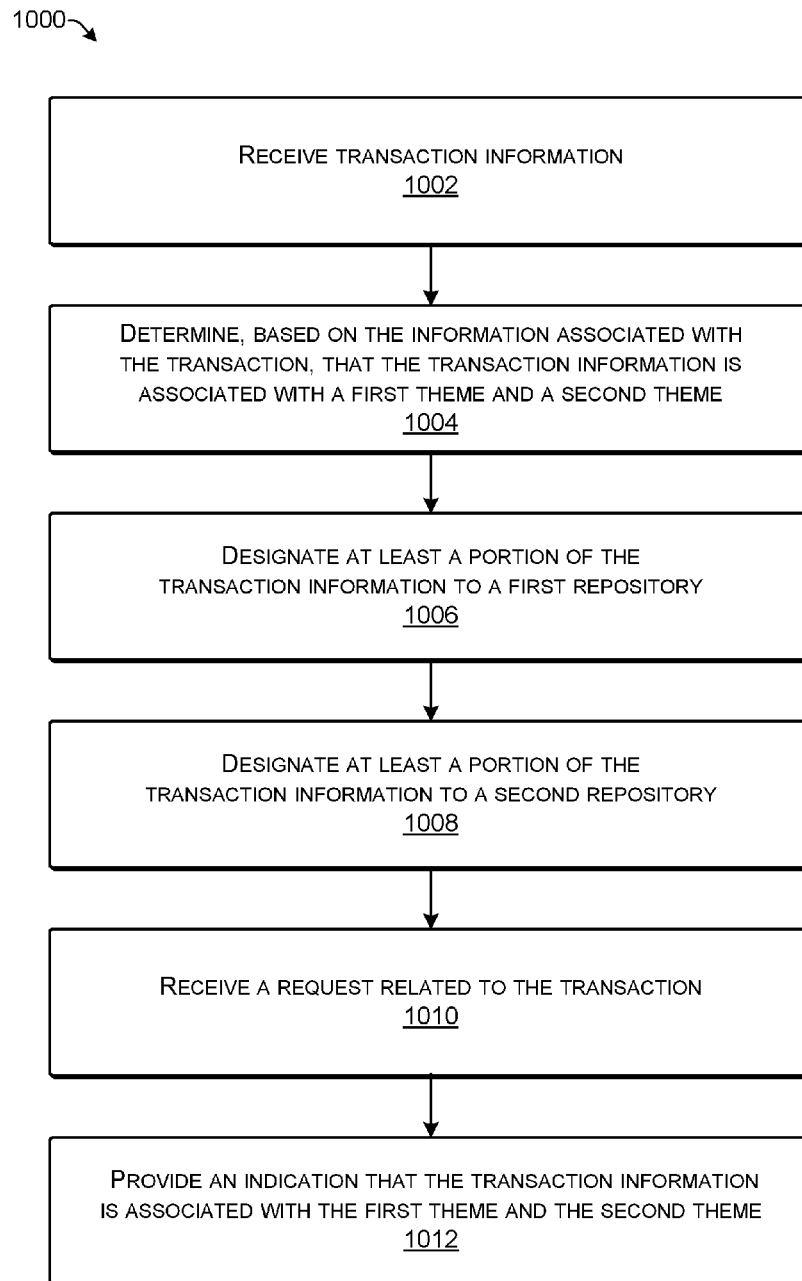 1000
RECEIVE TRANSACTION INFORMATION
1002
DETERMINE, BASED ON THE INFORMATION ASSOCIATED WITH
THE TRANSACTION, THAT THE TRANSACTION INFORMATION IS
ASSOCIATED WITH A FIRST THEME AND A SECOND THEME
1004
DESIGNATE AT LEAST A PORTION OF THE
TRANSACTION INFORMATION TO A FIRST REPOSITORY
1006
DESIGNATE AT LEAST A PORTION OF THE
TRANSACTION INFORMATION TO A SECOND REPOSITORY
1008
RECEIVE A REQUEST RELATED TO THE TRANSACTION
1010
PROVIDE AN INDICATION THAT THE TRANSACTION INFORMATION
IS ASSOCIATED WITH THE FIRST THEME AND THE SECOND THEME
1012